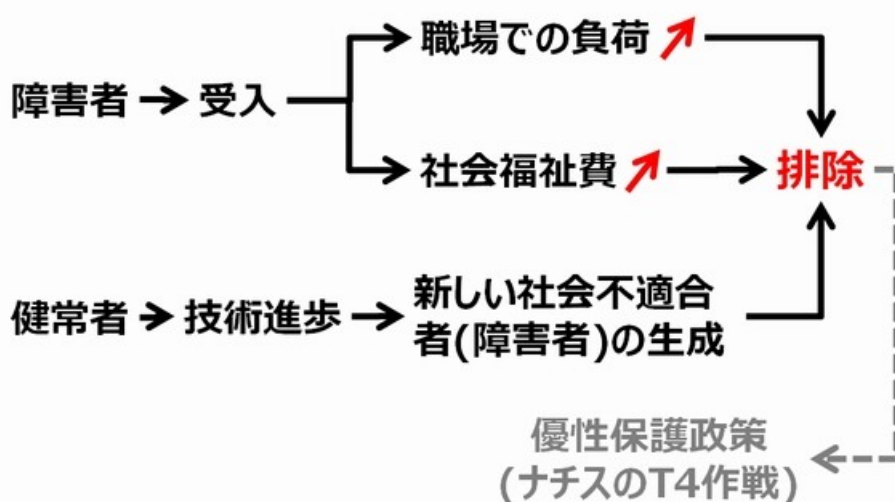 職場での負荷
障害者
受入
社会福祉費
排除
健常者
技術進歩
新しい社会不適合
者(障害者)の生成
優性保護政策
(ナチスのT4作戦)